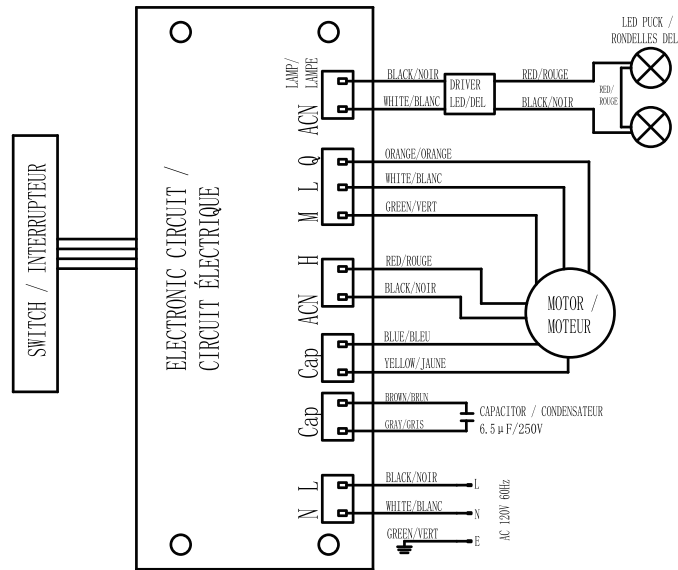 LED PUCK /
RONDELLES DEL
LAMP/
LAMPE
ACN
BLACK/NOIR
WHITE/BLANC
DRIVER
LED/DEL
RED/ROUGE
BLACK/NOIR
RED/
ROUGE
Q
L
M
ORANGE/ORANGE
WHITE/BLANC
GREEN/VERT
SWITCH / INTERRUPTEUR
ELECTRONIC CIRCUIT /
CIRCUIT ÉLECTRIQUE
H
ACN
RED/ROUGE
BLACK/NOIR
MOTOR /
MOTEUR
Cap
BLUE/BLEU
YELLOW/JAUNE
Cap
BROWN/BRUN
GRAY/GRIS
CAPACITOR / CONDENSATEUR
6.5μF/250V
L
N
BLACK/NOIR
WHITE/BLANC
GREEN/VERT
L
N
E
AC 120V 60Hz